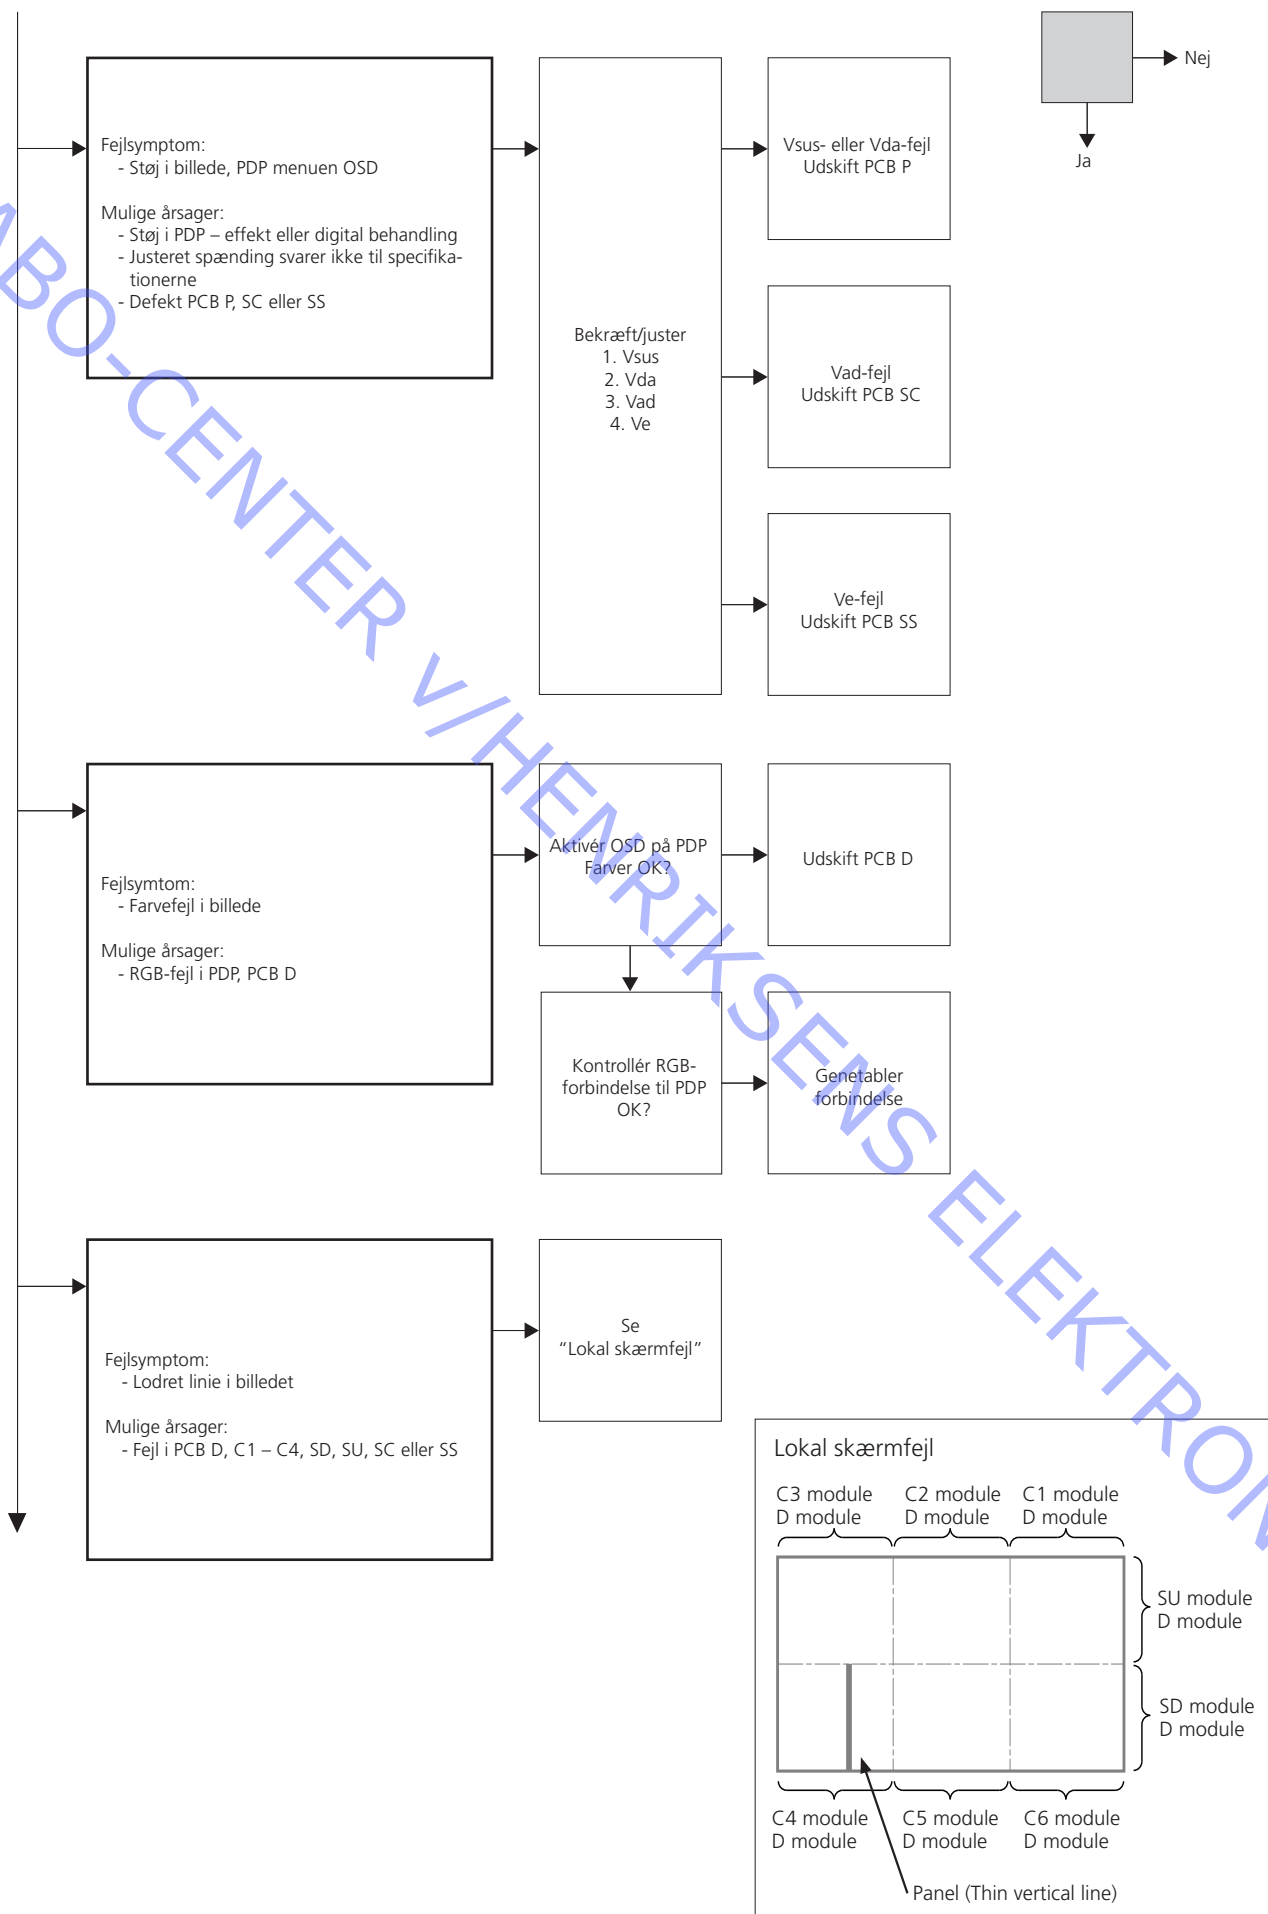 Nej
Ja
Fejlsymptom:
- Støj i billede, PDP menuen OSD
Mulige årsager:
- Støj i PDP – effekt eller digital behandling
- Justeret spænding svarer ikke til specifika-
tionerne
- Defekt PCB P, SC eller SS
Bekræft/juster
1. Vsus
2. Vda
3. Vad
4. Ve
Vsus- eller Vda-fejl
Udskift PCB P
Vad-fejl
Udskift PCB SC
Ve-fejl
Udskift PCB SS
Fejlsymtom:
- Farvefejl i billede
Mulige årsager:
- RGB-fejl i PDP, PCB D
Aktivér OSD på PDP
Farver OK?
Udskift PCB D
Kontrollér RGB-
forbindelse til PDP
OK?
Genetabler
forbindelse
Fejlsymptom:
- Lodret linie i billedet
Mulige årsager:
- Fejl i PCB D, C1 – C4, SD, SU, SC eller SS
Se
“Lokal skærmfejl”
Lokal skærmfejl
C3 module
D module
C2 module
D module
C1 module
D module
SU module
D module
SD module
D module
C4 module
D module
C5 module
D module
C6 module
D module
Panel (Thin vertical line)
ABO-CENTER v/HENRIKSENS ELEKTRON